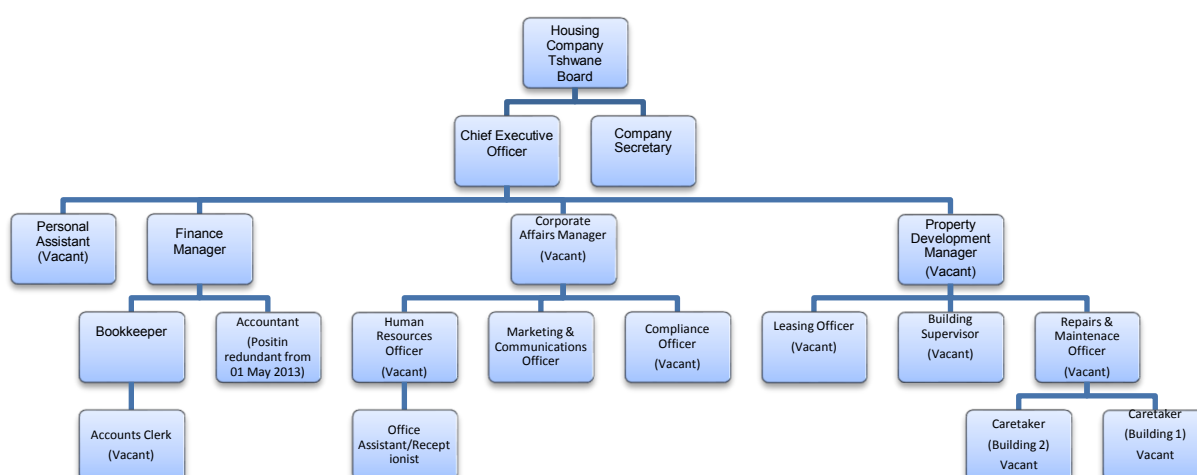 Housing
Company
Tshwane
Board
Chief Executive
Officer
Company
Secretary
Personal
Assistant
(Vacant)
Finance
Manager
Corporate
Affairs Manager
(Vacant)
Property
Development
Manager
(Vacant)
Bookkeeper
Accountant
(Positin
redundant from
01 May 2013)
Human
Resources
Officer
(Vacant)
Marketing &
Communications
Officer
Compliance
Officer
(Vacant)
Leasing Officer
(Vacant)
Building
Supervisor
(Vacant)
Repairs &
Maintenace
Officer
(Vacant)
Accounts Clerk
(Vacant)
Office
Assistant/Recept
ionist
Caretaker
(Building 2)
Vacant
Caretaker
(Building 1)
Vacant